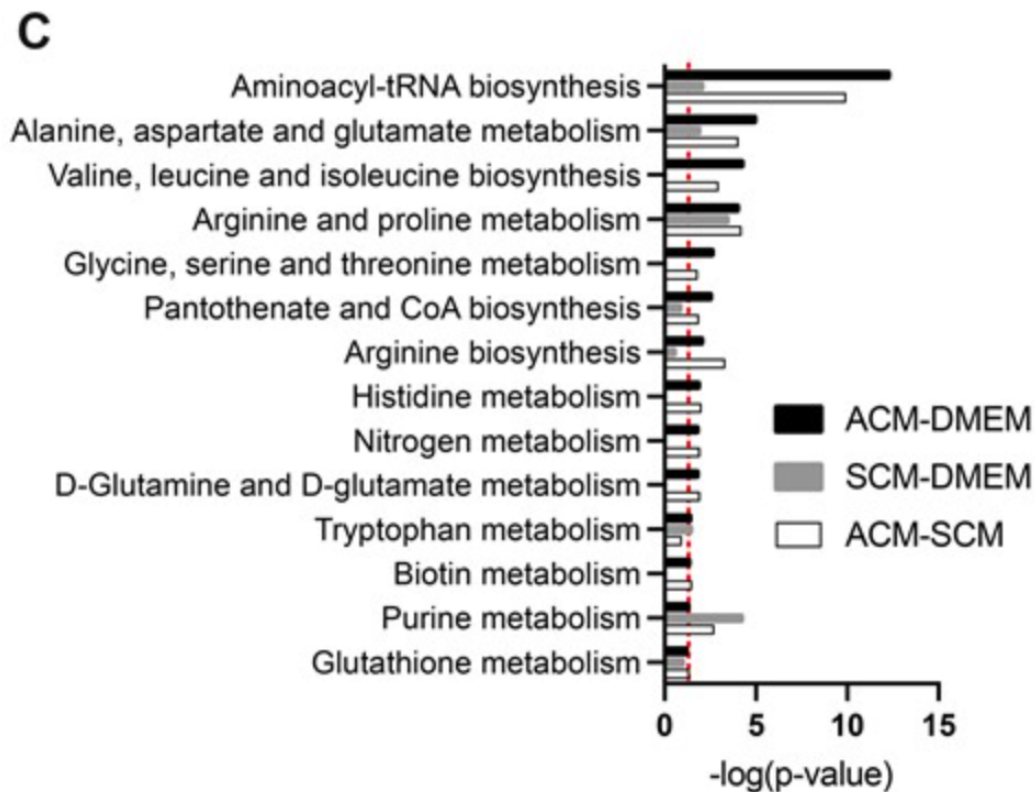 C
Aminoacyl-tRNA biosynthesis
Alanine, aspartate and glutamate metabolism
Valine, leucine and isoleucine biosynthesis
Arginine and proline metabolism
Glycine, serine and threonine metabolism
Pantothenate and CoA biosynthesis
Arginine biosynthesis
Histidine metabolism
Nitrogen metabolism
D-Glutamine and D-glutamate metabolism
Tryptophan metabolism
Biotin metabolism
Purine metabolism
Glutathione metabolism
ACM-DMEM
SCM-DMEM
ACM-SCM
0 5 10 15
-log(p-value)